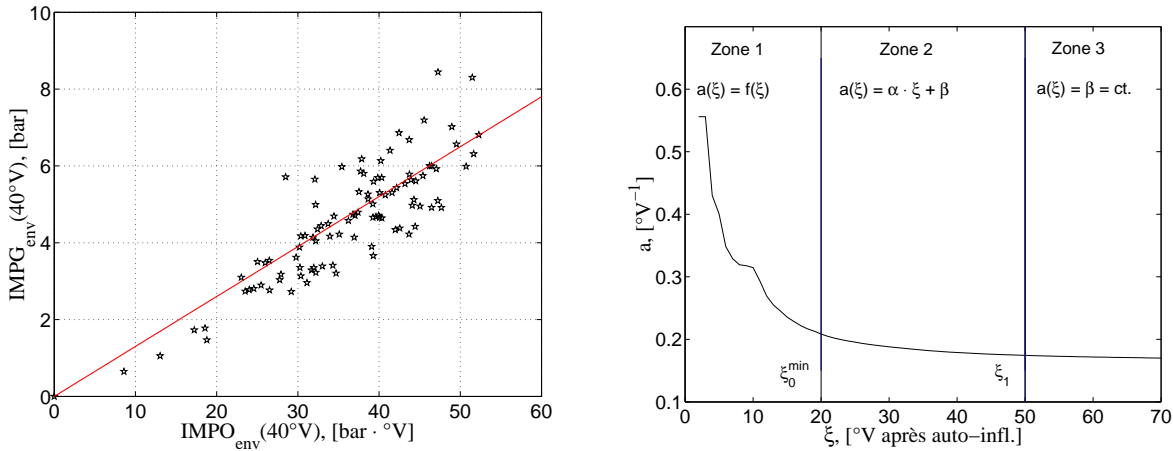 10
8
6
4
2
0
0 10 20 30 40 50 60
IMPG_env(40°V), [bar]
IMPO_env(40°V), [bar · °V]
Zone 1 Zone 2 Zone 3
a(ξ) = f(ξ) a(ξ) = α · ξ + β a(ξ) = β = ct.
0.6
0.5
0.4
0.3
0.2
0.1
a, [°V⁻¹]
ξ₀^min ξ₁
0 10 20 30 40 50 60 70
ξ, [°V après auto−infl.]